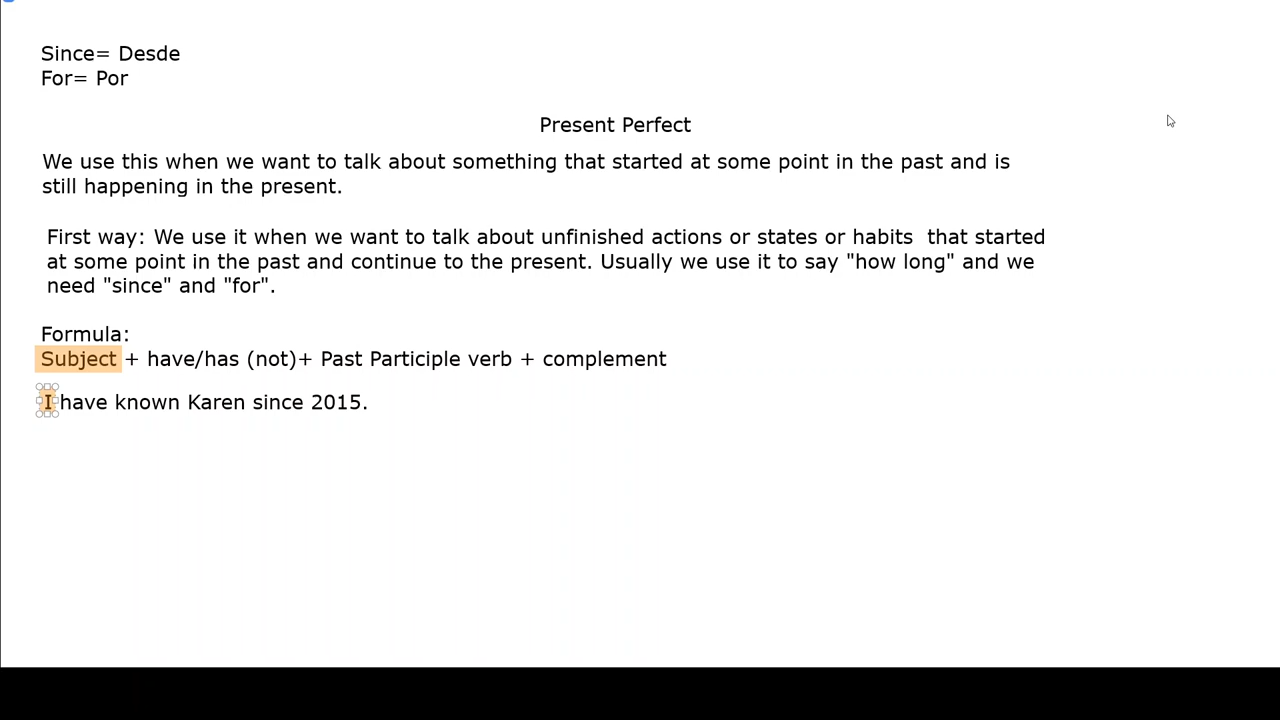 Since= Desde
For= Por
Present Perfect
We use this when we want to talk about something that started at some point in the past and is
still happening in the present.
First way: We use it when we want to talk about unfinished actions or states or habits  that started
at some point in the past and continue to the present. Usually we use it to say "how long" and we
need "since" and "for".
Formula:
Subject + have/has (not)+ Past Participle verb + complement
I have known Karen since 2015.